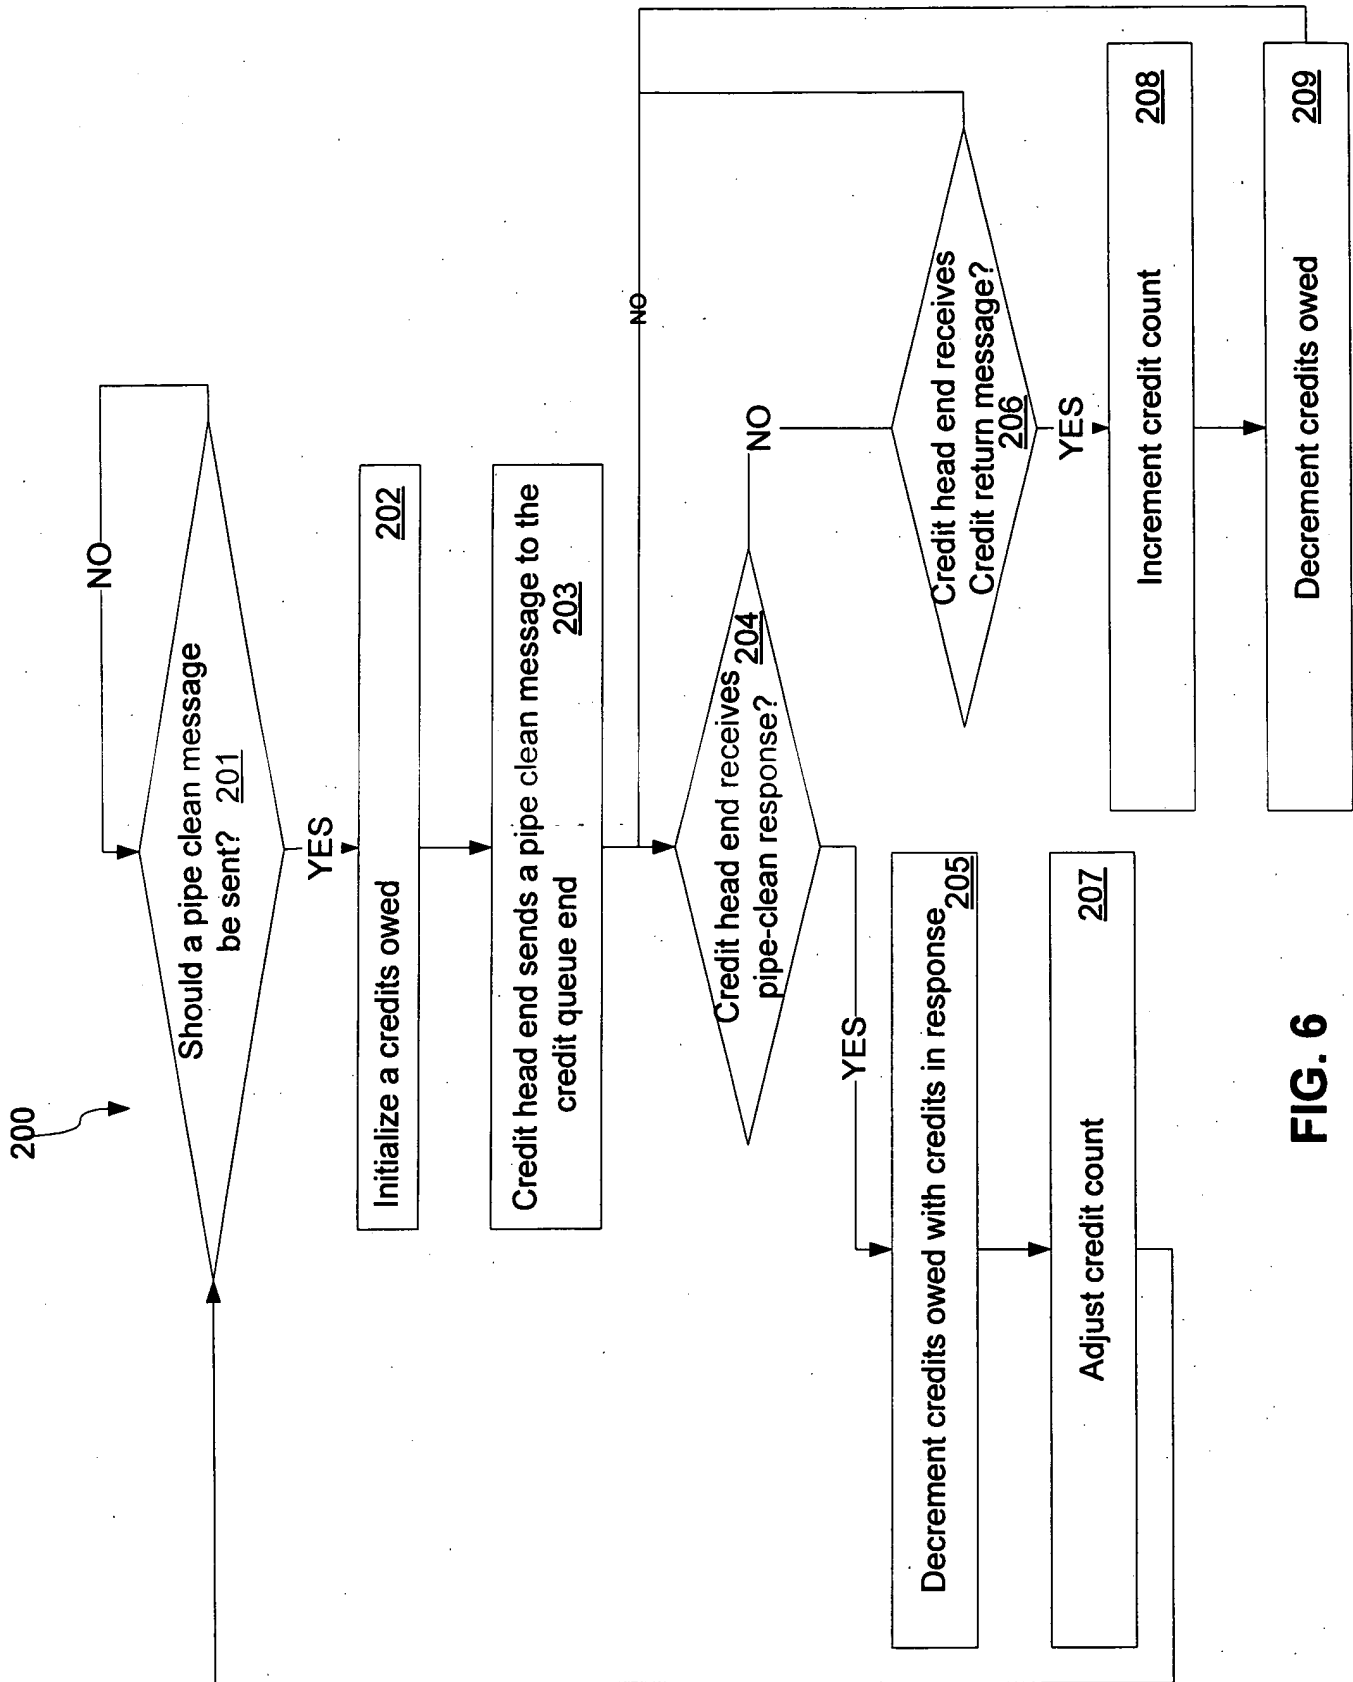 200
Should a pipe clean message
be sent? 201
NO
YES
Initialize a credits owed
202
Credit head end sends a pipe clean message to the
credit queue end
203
Credit head end receives
pipe-clean response?
204
NO
YES
Decrement credits owed with credits in response
205
Adjust credit count
207
Credit head end receives
Credit return message?
206
NO
YES
Increment credit count
208
Decrement credits owed
209
FIG. 6